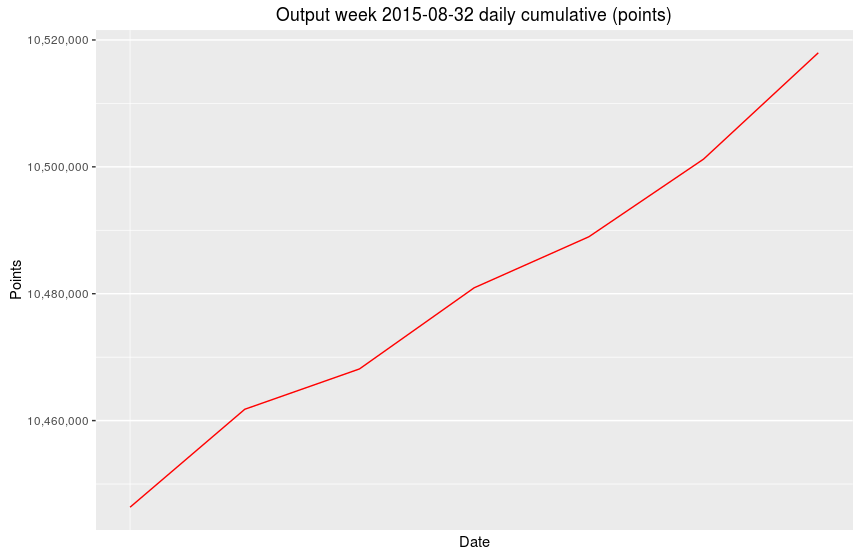 Output week 2015-08-32 daily cumulative (points)
10,520,000
10,500,000
10,480,000
10,460,000
Points
Date